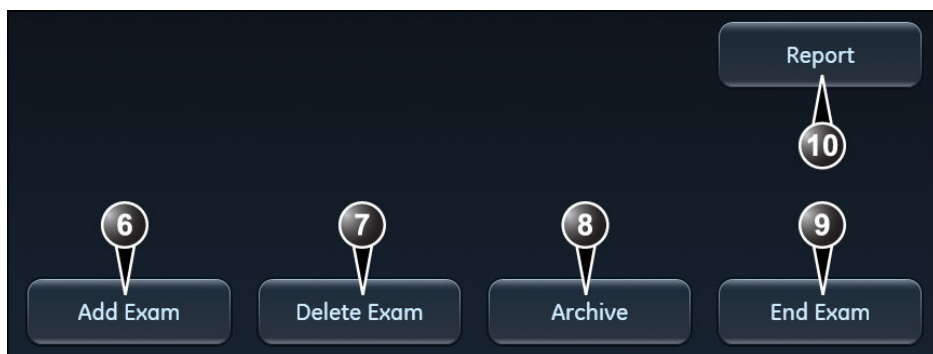 Report
10
6
7
8
9
Add Exam
Delete Exam
Archive
End Exam